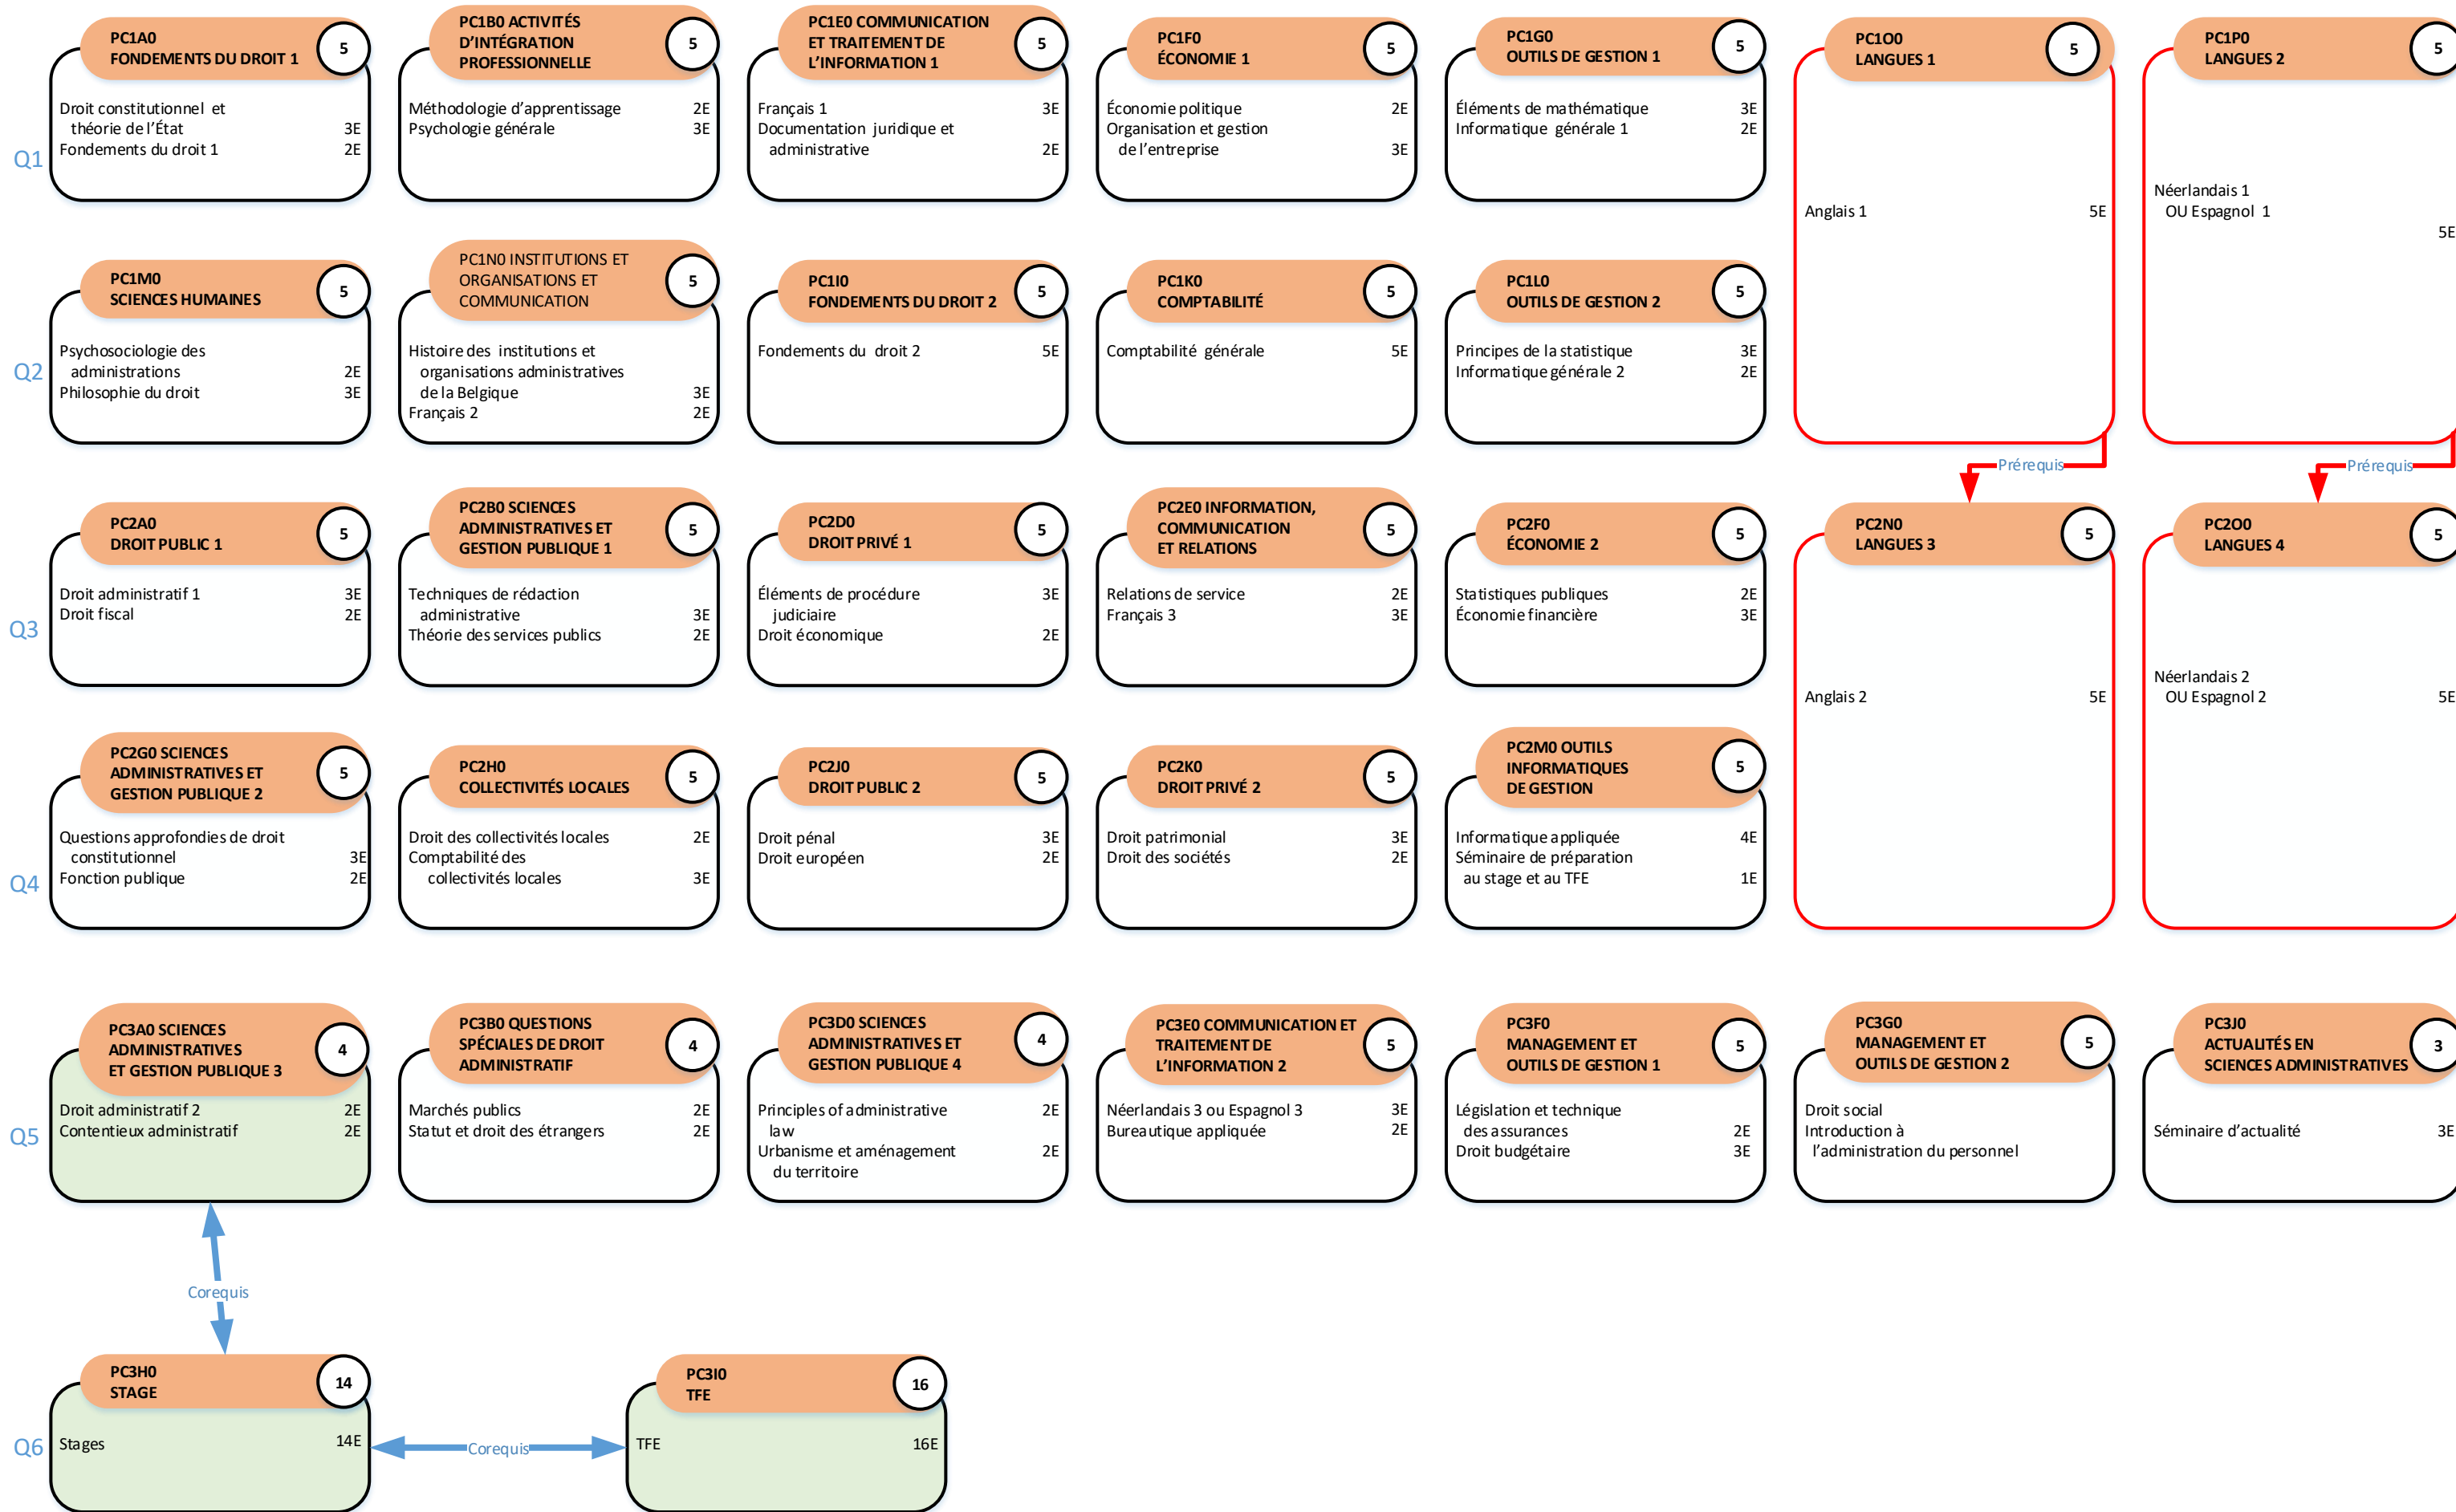 PC1A0
FONDEMENTS DU DROIT 1
5
Droit constitutionnel et
théorie de l'État 3E
Fondements du droit 1 2E
PC1B0 ACTIVITÉS
D'INTÉGRATION
PROFESSIONNELLE
5
Méthodologie d'apprentissage 2E
Psychologie générale 3E
PC1E0 COMMUNICATION
ET TRAITEMENT DE
L'INFORMATION 1
5
Français 1 3E
Documentation juridique et
administrative 2E
PC1F0
ÉCONOMIE 1
5
Économie politique 2E
Organisation et gestion
de l'entreprise 3E
PC1G0
OUTILS DE GESTION 1
5
Éléments de mathématique 3E
Informatique générale 1 2E
PC1O0
LANGUES 1
5
Anglais 1 5E
PC1P0
LANGUES 2
5
Néerlandais 1
OU Espagnol 1
5E
Q1
PC1M0
SCIENCES HUMAINES
5
Psychosociologie des
administrations 2E
Philosophie du droit 3E
PC1N0 INSTITUTIONS ET
ORGANISATIONS ET
COMMUNICATION
5
Histoire des institutions et
organisations administratives
de la Belgique 3E
Français 2 2E
PC1I0
FONDEMENTS DU DROIT 2
5
Fondements du droit 2 5E
PC1K0
COMPTABILITÉ
5
Comptabilité générale 5E
PC1L0
OUTILS DE GESTION 2
5
Principes de la statistique 3E
Informatique générale 2 2E
Q2
Prérequis
Prérequis
PC2A0
DROIT PUBLIC 1
5
Droit administratif 1 3E
Droit fiscal 2E
PC2B0 SCIENCES
ADMINISTRATIVES ET
GESTION PUBLIQUE 1
5
Techniques de rédaction
administrative 3E
Théorie des services publics 2E
PC2D0
DROIT PRIVÉ 1
5
Éléments de procédure 3E
judiciaire
Droit économique 2E
PC2E0 INFORMATION,
COMMUNICATION
ET RELATIONS
5
Relations de service 2E
Français 3 3E
PC2F0
ÉCONOMIE 2
5
Statistiques publiques 2E
Économie financière 3E
PC2N0
LANGUES 3
5
Anglais 2 5E
PC2O0
LANGUES 4
5
Néerlandais 2
OU Espagnol 2 5E
Q3
PC2G0 SCIENCES
ADMINISTRATIVES ET
GESTION PUBLIQUE 2
5
Questions approfondies de droit
constitutionnel 3E
Fonction publique 2E
PC2H0
COLLECTIVITÉS LOCALES
5
Droit des collectivités locales 2E
Comptabilité des
collectivités locales 3E
PC2J0
DROIT PUBLIC 2
5
Droit pénal 3E
Droit européen 2E
PC2K0
DROIT PRIVÉ 2
5
Droit patrimonial 3E
Droit des sociétés 2E
PC2M0 OUTILS
INFORMATIQUES
DE GESTION
5
Informatique appliquée 4E
Séminaire de préparation
au stage et au TFE 1E
Q4
PC3A0 SCIENCES
ADMINISTRATIVES
ET GESTION PUBLIQUE 3
4
Droit administratif 2 2E
Contentieux administratif 2E
PC3B0 QUESTIONS
SPÉCIALES DE DROIT
ADMINISTRATIF
4
Marchés publics 2E
Statut et droit des étrangers 2E
PC3D0 SCIENCES
ADMINISTRATIVES ET
GESTION PUBLIQUE 4
4
Principles of administrative 2E
law
Urbanisme et aménagement 2E
du territoire
PC3E0 COMMUNICATION ET
TRAITEMENT DE
L'INFORMATION 2
5
Néerlandais 3 ou Espagnol 3 3E
Bureautique appliquée 2E
PC3F0
MANAGEMENT ET
OUTILS DE GESTION 1
5
Législation et technique
des assurances 2E
Droit budgétaire 3E
PC3G0
MANAGEMENT ET
OUTILS DE GESTION 2
5
Droit social
Introduction à
l'administration du personnel
PC3J0
ACTUALITÉS EN
SCIENCES ADMINISTRATIVES
3
Séminaire d'actualité 3E
Q5
Corequis
PC3H0
STAGE
14
Stages 14E
Q6
Corequis
PC3I0
TFE
16
TFE 16E